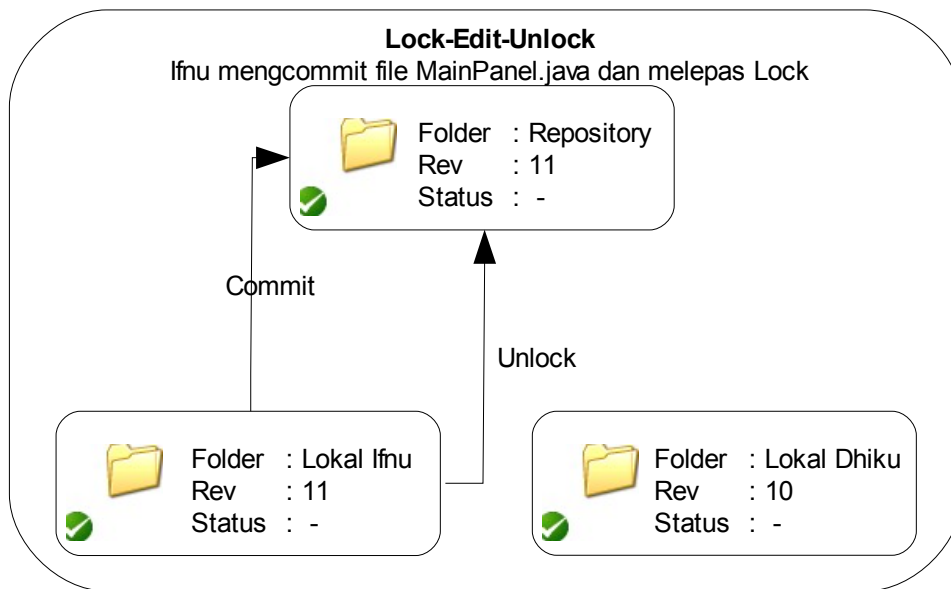 Lock-Edit-Unlock
Ifnu mengcommit file MainPanel.java dan melepas Lock
Folder : Repository
Rev : 11
Status : -
Commit
Unlock
Folder : Lokal Ifnu
Rev : 11
Status : -
Folder : Lokal Dhiku
Rev : 10
Status : -